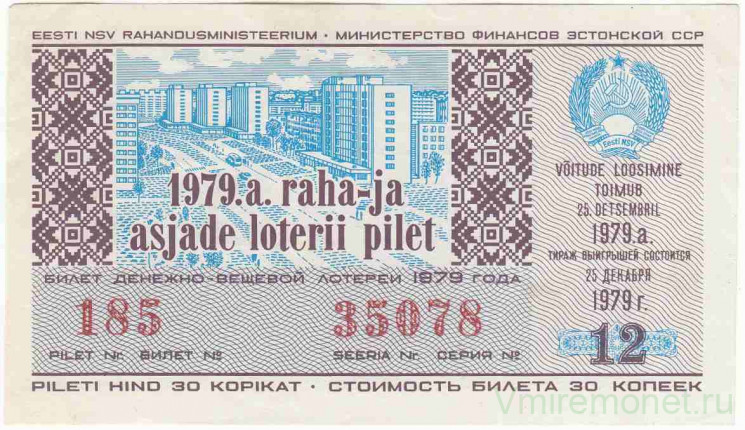 EESTI NSV RAHANDUSMINISTEERIUM · МИНИСТЕРСТВО ФИНАНСОВ ЭСТОНСКОЙ ССР
Eesti NSV
1979.a. raha-ja
asjade loterii pilet
БИЛЕТ ДЕНЕЖНО-ВЕЩЕВОЙ ЛОТЕРЕИ 1979 ГОДА
185 35078
PILET Nr. БИЛЕТ № SEERIA Nr. СЕРИЯ №
VÕITUDE LOOSIMINE
TOIMUB
25. DETSEMBRIL
1979.a.
ТИРАЖ ВЫИГРЫШЕЙ СОСТОИТСЯ
25 ДЕКАБРЯ
1979 г.
12
PILETI HIND 30 KOPIKAT · СТОИМОСТЬ БИЛЕТА 30 КОПЕЕК
Vmiremonet.ru